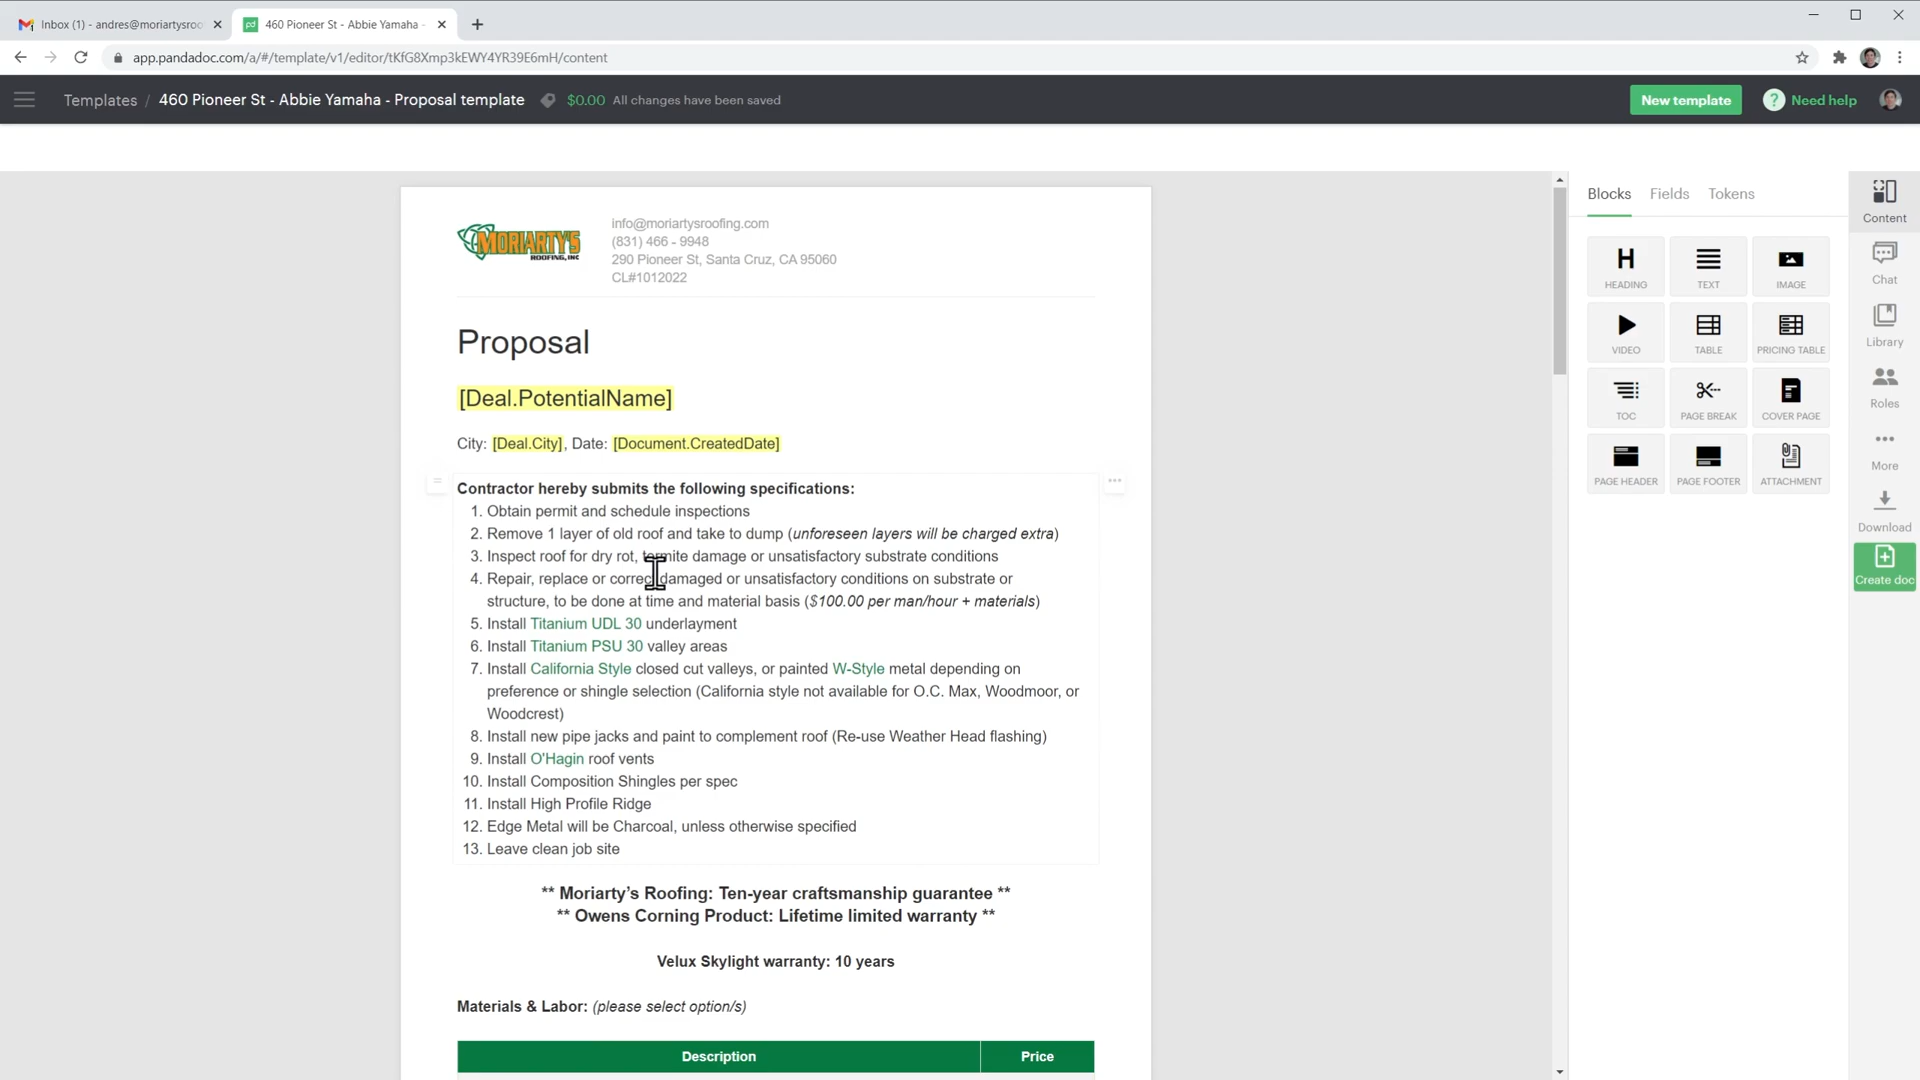 Inbox (1) - andres@moriartysroo
460 Pioneer St - Abbie Yamaha -
app.pandadoc.com/a/#/template/v1/editor/tKfG8Xmp3kEWY4YR39E6mH/content
Templates / 460 Pioneer St - Abbie Yamaha - Proposal template $0.00 All changes have been saved
New template
? Need help
Blocks Fields Tokens
HEADING TEXT IMAGE
VIDEO TABLE PRICING TABLE
TOC PAGE BREAK COVER PAGE
PAGE HEADER PAGE FOOTER ATTACHMENT
Content
Chat
Library
Roles
More
Download
Create doc
MORIARTY'S
ROOFING, INC
info@moriartysroofing.com
(831) 466 - 9948
290 Pioneer St, Santa Cruz, CA 95060
CL#1012022
Proposal
[Deal.PotentialName]
City: [Deal.City], Date: [Document.CreatedDate]
Contractor hereby submits the following specifications:
1. Obtain permit and schedule inspections
2. Remove 1 layer of old roof and take to dump (unforeseen layers will be charged extra)
3. Inspect roof for dry rot, termite damage or unsatisfactory substrate conditions
4. Repair, replace or correct damaged or unsatisfactory conditions on substrate or
structure, to be done at time and material basis ($100.00 per man/hour + materials)
5. Install Titanium UDL 30 underlayment
6. Install Titanium PSU 30 valley areas
7. Install California Style closed cut valleys, or painted W-Style metal depending on
preference or shingle selection (California style not available for O.C. Max, Woodmoor, or
Woodcrest)
8. Install new pipe jacks and paint to complement roof (Re-use Weather Head flashing)
9. Install O'Hagin roof vents
10. Install Composition Shingles per spec
11. Install High Profile Ridge
12. Edge Metal will be Charcoal, unless otherwise specified
13. Leave clean job site
** Moriarty’s Roofing: Ten-year craftsmanship guarantee **
** Owens Corning Product: Lifetime limited warranty **
Velux Skylight warranty: 10 years
Materials & Labor: (please select option/s)
Description Price